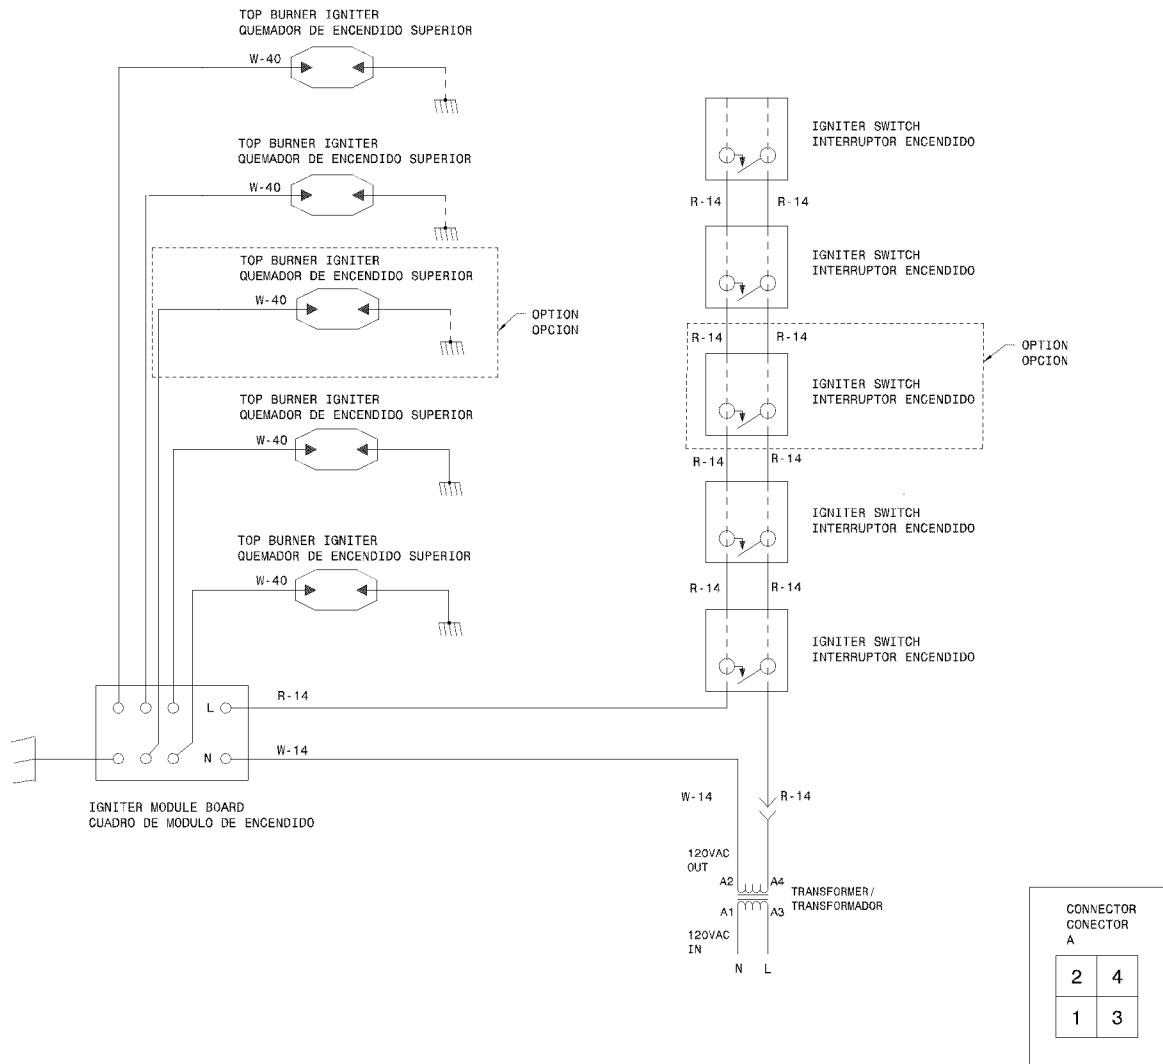 TOP BURNER IGNITER
QUEMADOR DE ENCENDIDO SUPERIOR
W-40
TOP BURNER IGNITER
QUEMADOR DE ENCENDIDO SUPERIOR
W-40
TOP BURNER IGNITER
QUEMADOR DE ENCENDIDO SUPERIOR
W-40
OPTION
OPCION
TOP BURNER IGNITER
QUEMADOR DE ENCENDIDO SUPERIOR
W-40
TOP BURNER IGNITER
QUEMADOR DE ENCENDIDO SUPERIOR
W-40
IGNITER SWITCH
INTERRUPTOR ENCENDIDO
R-14 R-14
IGNITER SWITCH
INTERRUPTOR ENCENDIDO
R-14 R-14
OPTION
OPCION
IGNITER SWITCH
INTERRUPTOR ENCENDIDO
R-14 R-14
IGNITER SWITCH
INTERRUPTOR ENCENDIDO
R-14 R-14
IGNITER SWITCH
INTERRUPTOR ENCENDIDO
L R-14
N W-14
IGNITER MODULE BOARD
CUADRO DE MODULO DE ENCENDIDO
W-14 R-14
120VAC
OUT
A2 A4
TRANSFORMER/
TRANSFORMADOR
A1 A3
120VAC
IN
N L
CONNECTOR
CONECTOR
A
2 4
1 3